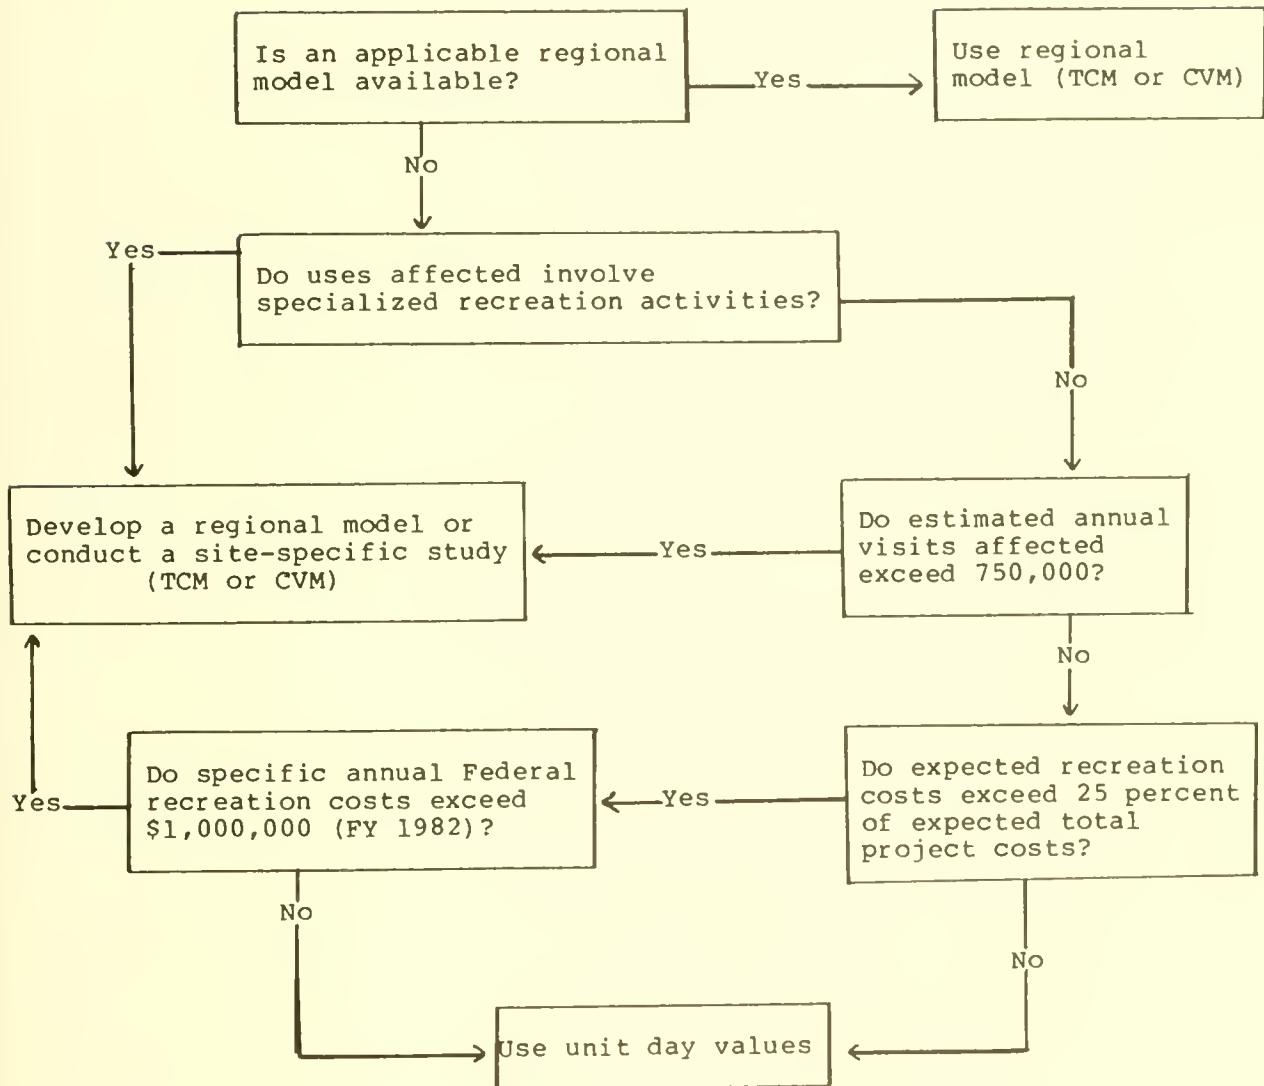 Is an applicable regional
model available?
Yes
Use regional
model (TCM or CVM)
No
Yes
Do uses affected involve
specialized recreation activities?
No
Develop a regional model or
conduct a site-specific study
(TCM or CVM)
Yes
Do estimated annual
visits affected
exceed 750,000?
No
Yes
Do specific annual Federal
recreation costs exceed
$1,000,000 (FY 1982)?
Yes
Do expected recreation
costs exceed 25 percent
of expected total
project costs?
No
No
Use unit day values